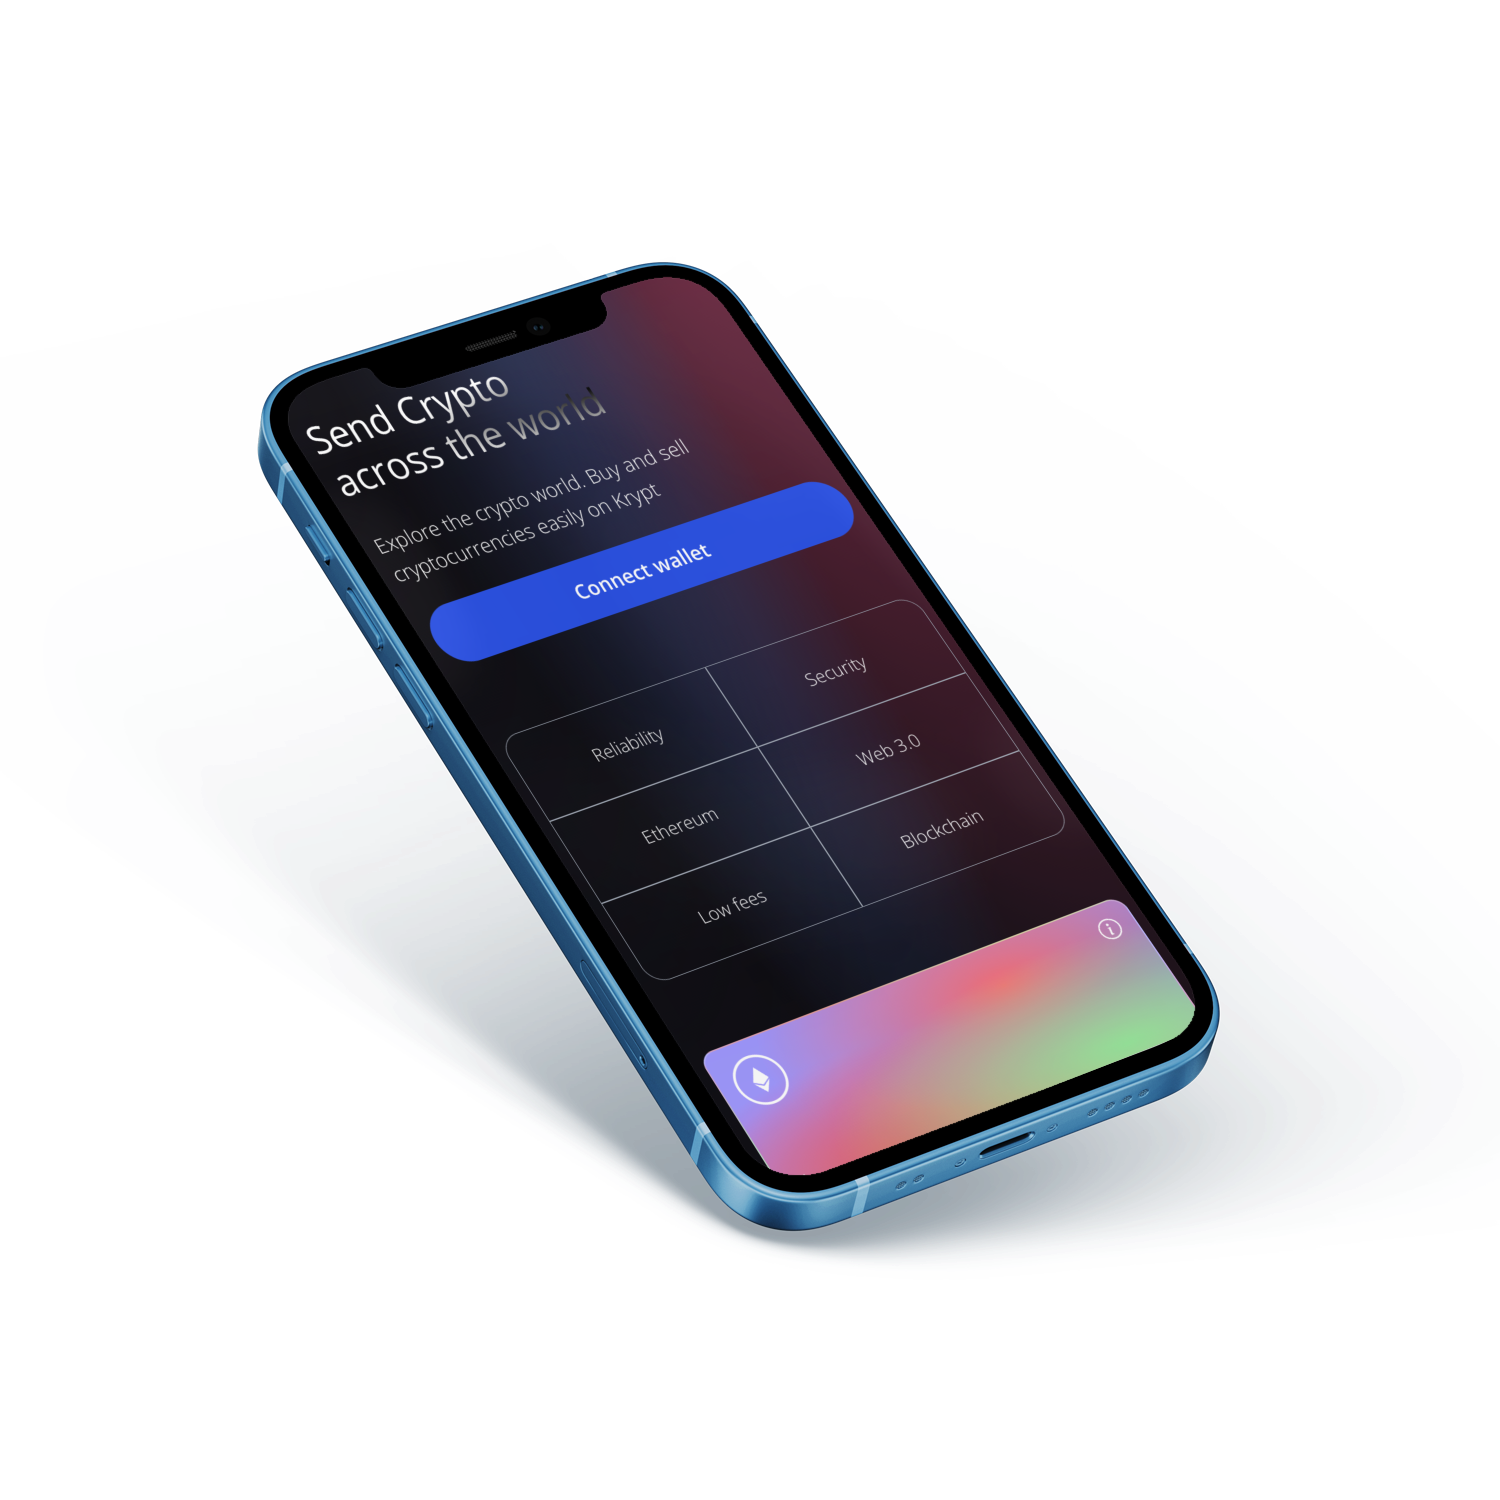 Send Crypto
across the world
Explore the crypto world. Buy and sell
cryptocurrencies easily on Krypt
Connect wallet
Reliability
Security
Ethereum
Web 3.0
Low fees
Blockchain